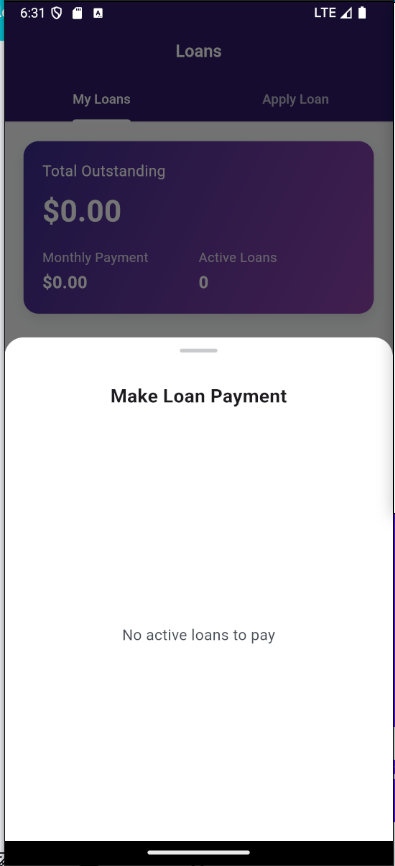 6:31
LTE
Loans
My Loans
Apply Loan
Total Outstanding
$0.00
Monthly Payment
Active Loans
$0.00
0
Make Loan Payment
No active loans to pay